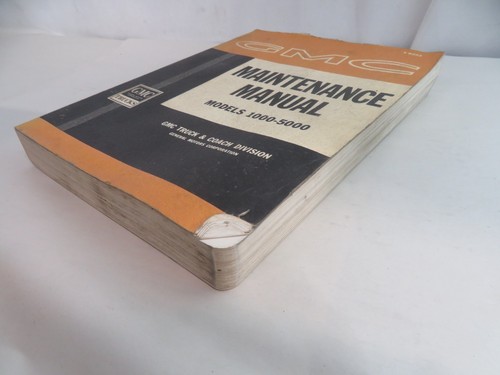 GMC
MAINTENANCE
MANUAL
MODELS 1000-5000
GMC
TRUCKS
GMC TRUCK & COACH DIVISION
GENERAL MOTORS CORPORATION